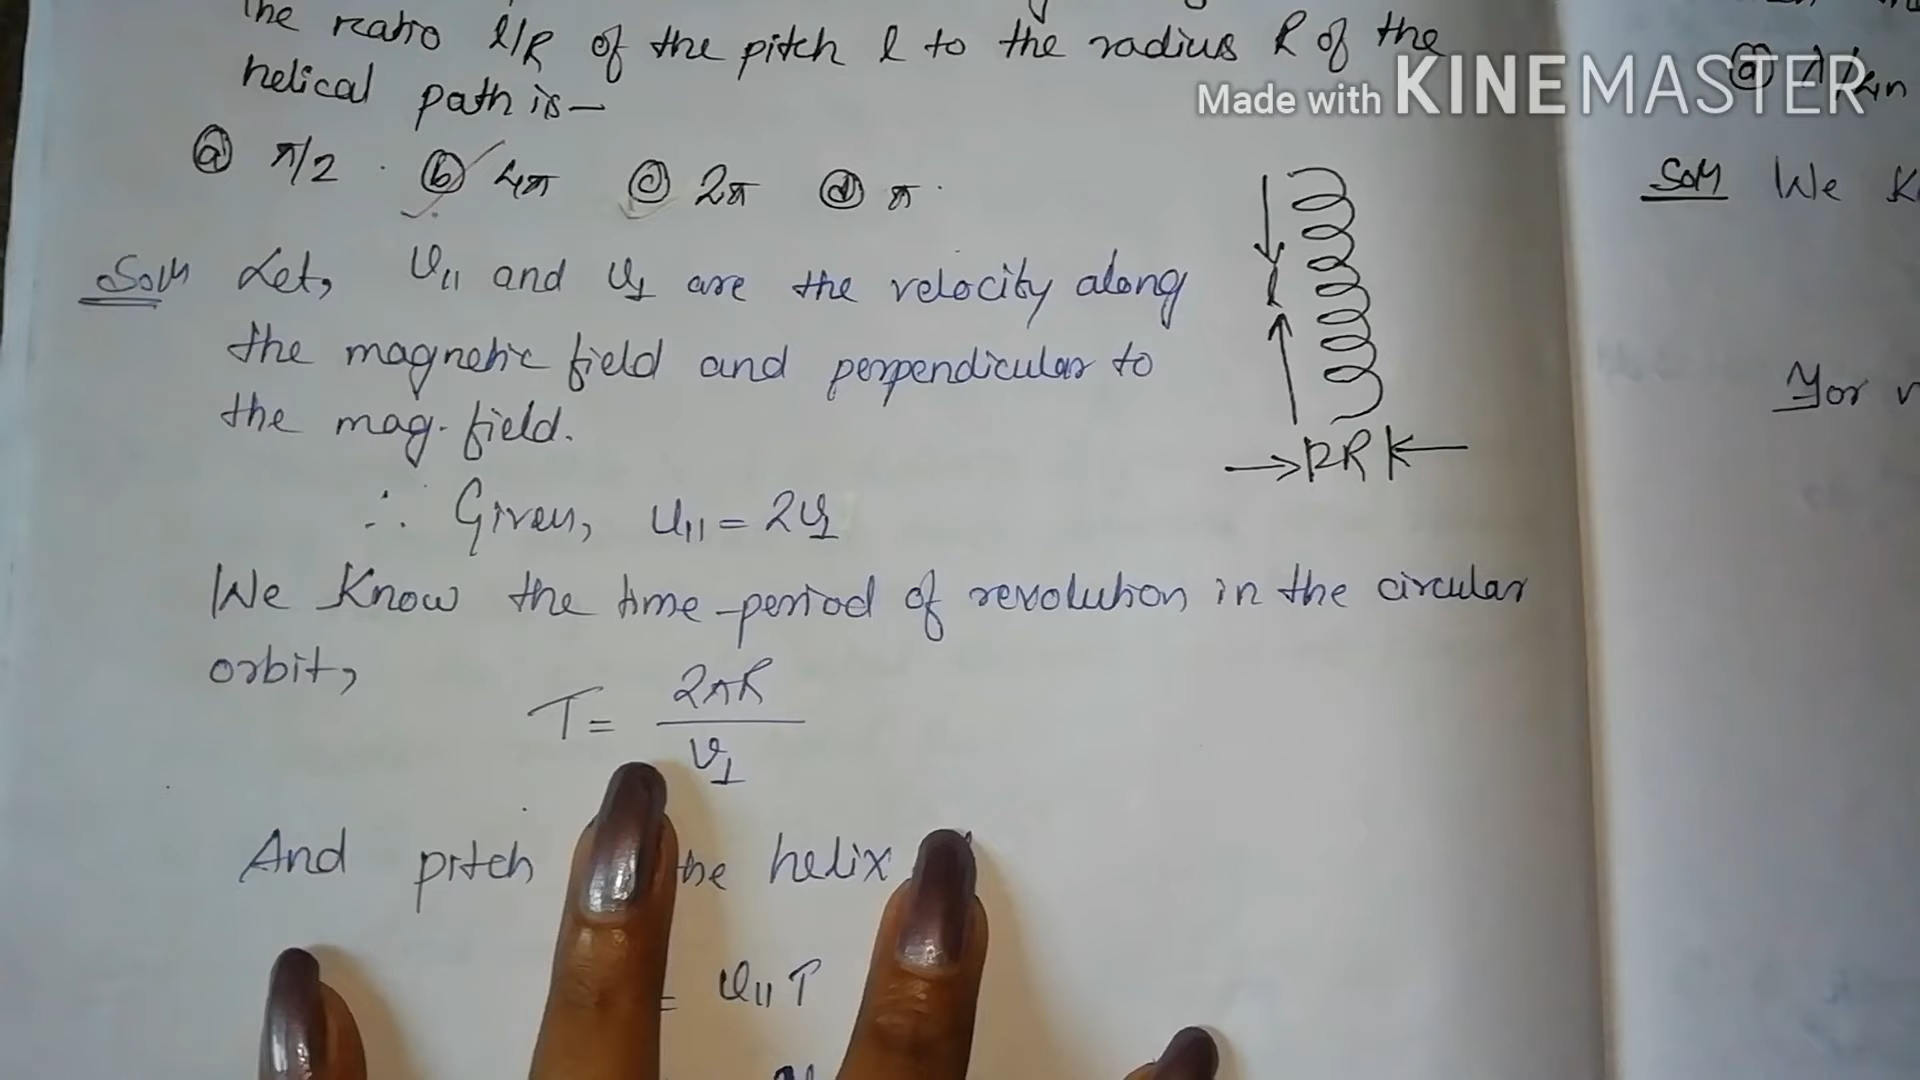 the ratio l/R of the pitch l to the radius R of the
helical path is—
ⓐ π/2 . ⓑ 4π ⓒ 2π ⓓ π.
Made with KINEMASTER
Soln Let, v∥ and v⊥ are the velocity along
the magnetic field and perpendicular to
the mag. field.
l
2R
∴ Given, v∥ = 2v⊥
We know the time-period of revolution in the circular
orbit,
T = 2πR / v⊥
And pitch the helix
= v∥ T
ⓐ
Soln We
For